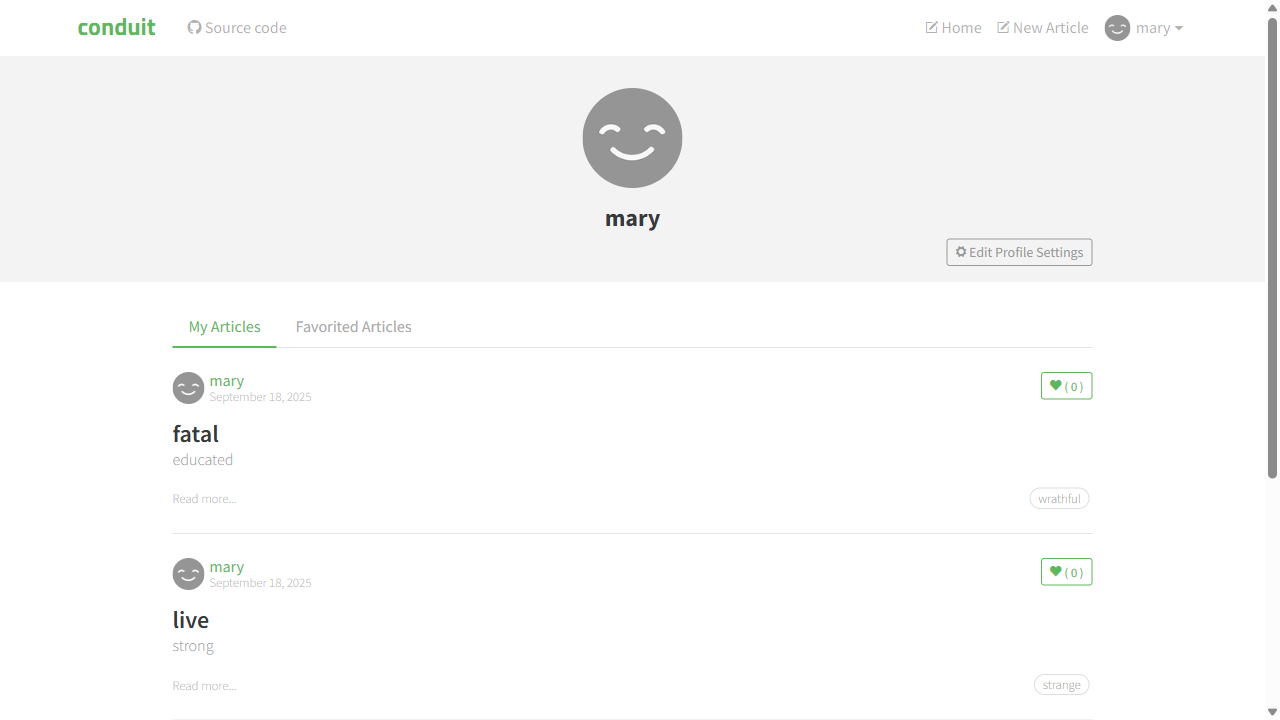 conduit Source code Home New Article mary
mary
Edit Profile Settings
My Articles Favorited Articles
mary
September 18, 2025
( 0 )
fatal
educated
Read more...
wrathful
mary
September 18, 2025
( 0 )
live
strong
Read more...
strange